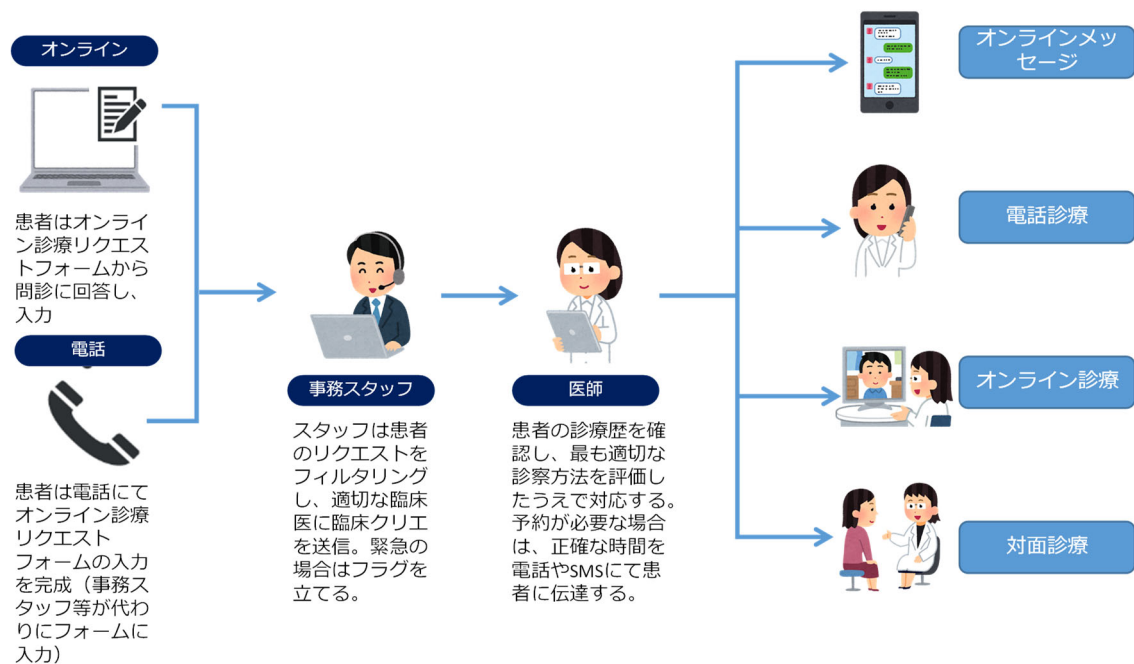 オンライン
患者はオンライ
ン診療リクエス
トフォームから
問診に回答し、
入力
電話
患者は電話にて
オンライン診療
リクエスト
フォームの入力
を完成（事務ス
タッフ等が代わ
りにフォームに
入力）
事務スタッフ
スタッフは患者
のリクエストを
フィルタリング
し、適切な臨床
医に臨床クリエ
を送信。緊急の
場合はフラグを
立てる。
医師
患者の診療歴を確
認し、最も適切な
診察方法を評価し
たうえで対応する。
予約が必要な場合
は、正確な時間を
電話やSMSにて患
者に伝達する。
オンラインメッ
セージ
電話診療
オンライン診療
対面診療